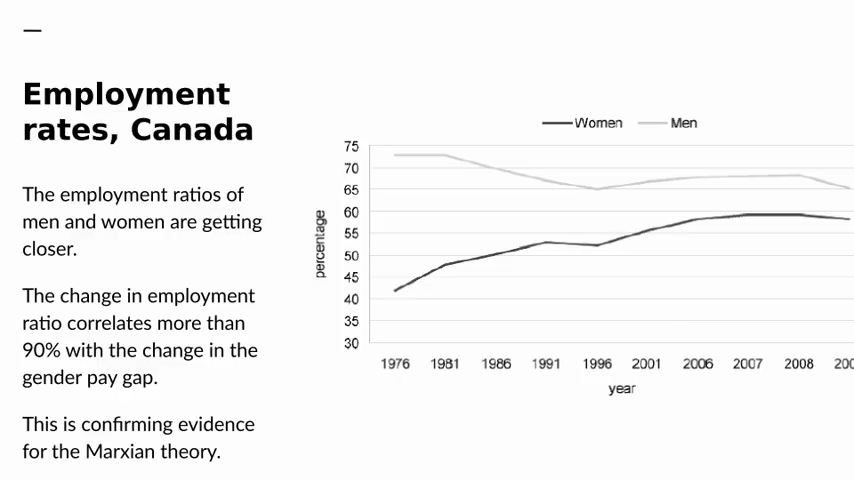 Employment
rates, Canada
The employment ratios of
men and women are getting
closer.
The change in employment
ratio correlates more than
90% with the change in the
gender pay gap.
This is confirming evidence
for the Marxian theory.
Women Men
75
70
65
60
55
50
45
40
35
30
percentage
1976 1981 1986 1991 1996 2001 2006 2007 2008 200
year